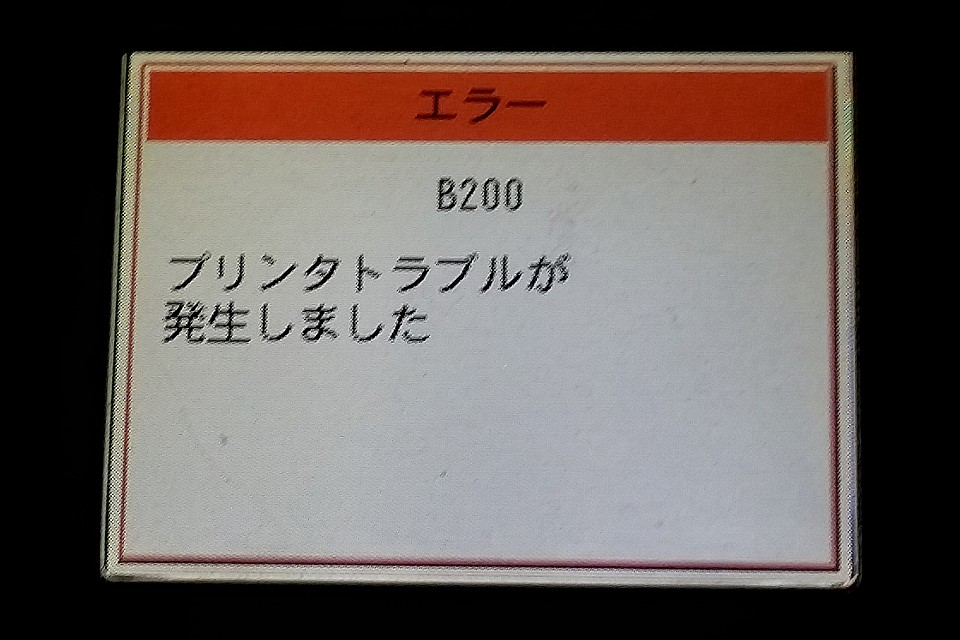 エラー
B200
プリンタトラブルが
発生しました